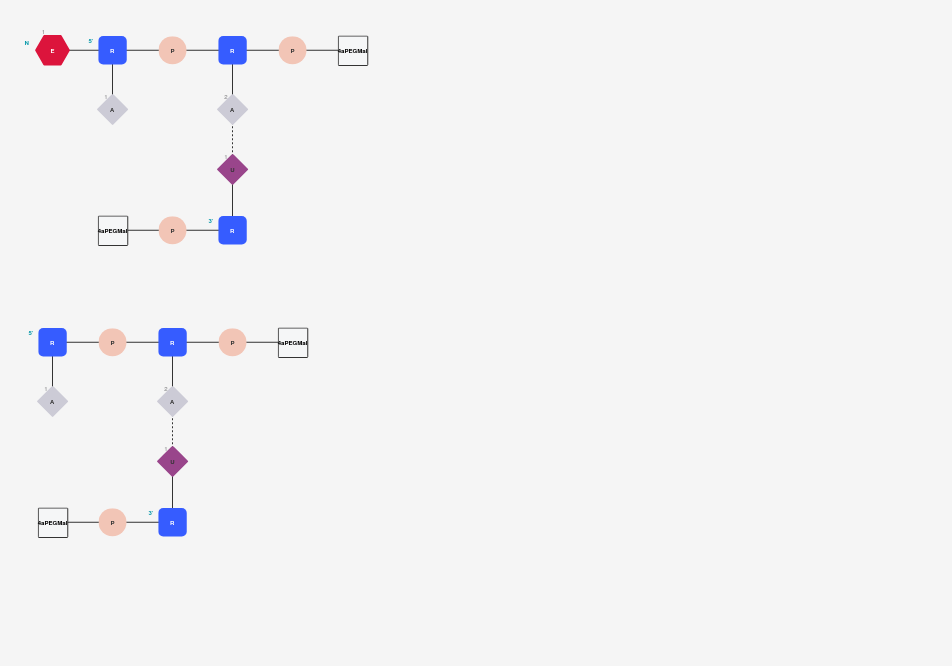 1
N E 5' R P R P 4aPEGMal
1 2
A A
U
3'
4aPEGMal P R
5' R P R P 4aPEGMal
1 2
A A
1
U
3'
4aPEGMal P R